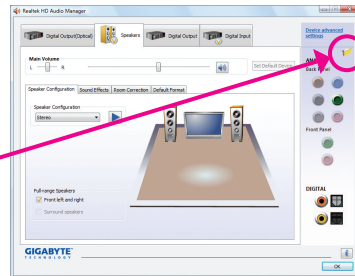 Realtek HD Audio Manager
Digital Output(Optical)
Speakers
Digital Output
Digital Input
Device advanced settings
Main Volume
L
R
Set Default Device
ANA
Back Panel
Speaker Configuration
Sound Effects
Room Correction
Default Format
Speaker Configuration
Stereo
Front Panel
Full-range Speakers
Front left and right
Surround speakers
DIGITAL
GIGABYTE
TECHNOLOGY
i
OK